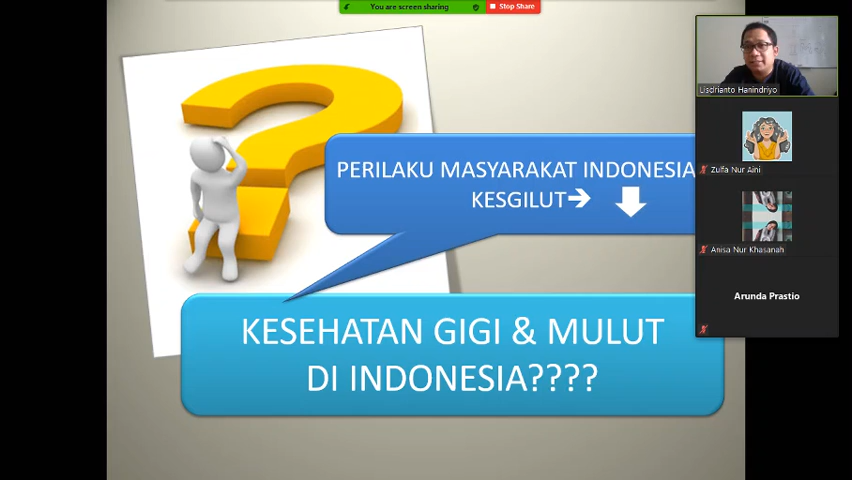 You are screen sharing
Stop Share
Lisdrianto Hanindriyo
Zulfa Nur Aini
Anisa Nur Khasanah
Arunda Prastio
PERILAKU MASYARAKAT INDONESIA
KESGILUT
KESEHATAN GIGI & MULUT
DI INDONESIA????